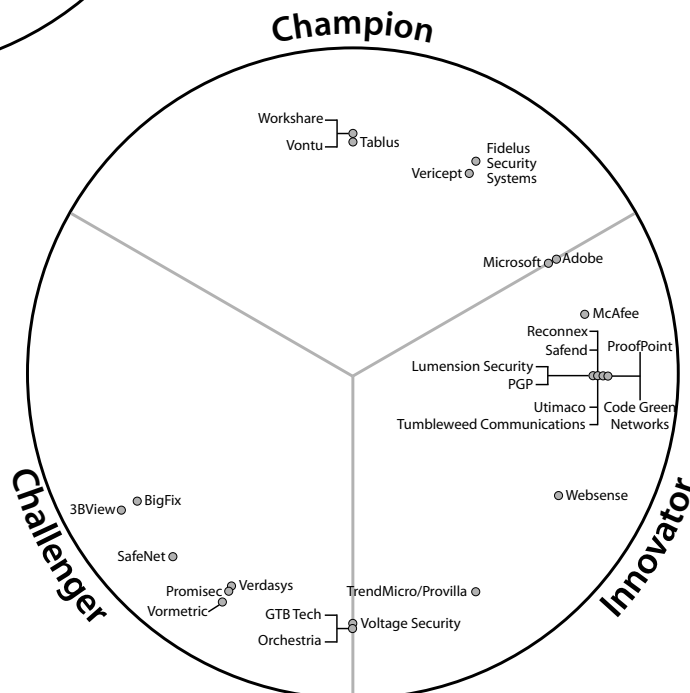 Champion
Workshare
Vontu
Tablus
Fidelus
Security
Systems
Vericept
Microsoft
Adobe
McAfee
Reconnex
Safend
ProofPoint
Lumension Security
PGP
Utimaco
Code Green
Networks
Tumbleweed Communications
Websense
Challenger
Innovator
BigFix
3BView
SafeNet
Promisec
Verdasys
Vormetric
TrendMicro/Provilla
GTB Tech
Voltage Security
Orchestria